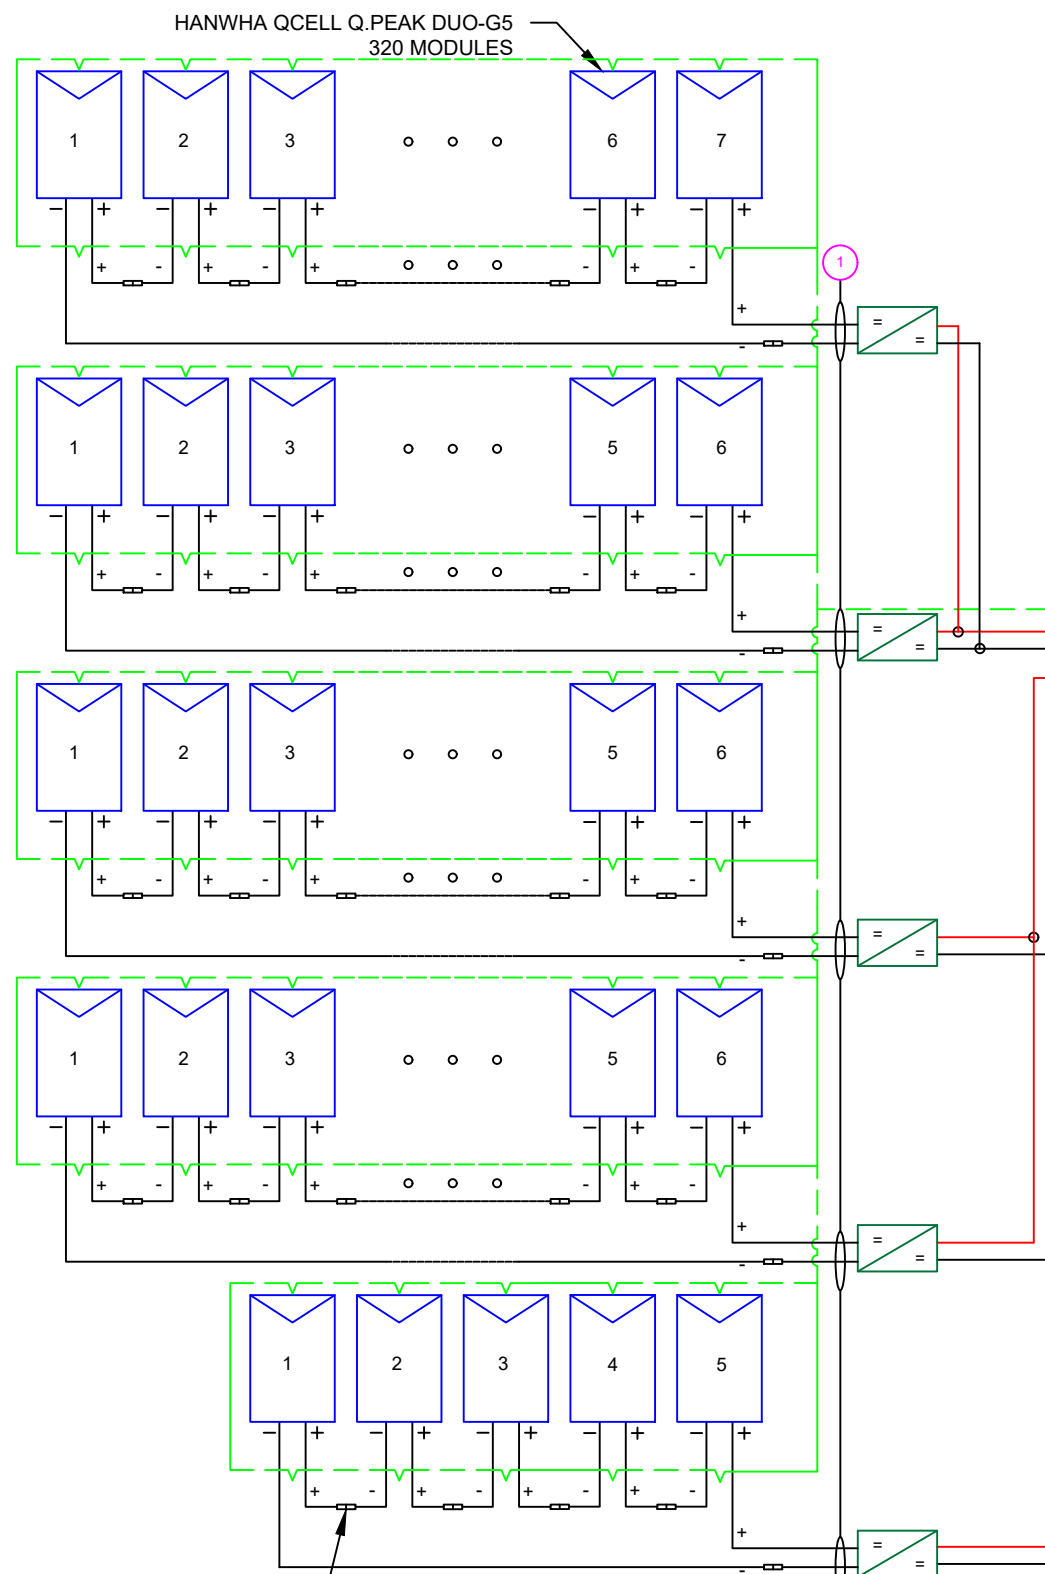 HANWHA QCELL Q.PEAK DUO-G5
320 MODULES
1 2 3 6 7
− + − + − + − + − +
+ - + - + - + -
1
+
-
= =
1 2 3 5 6
− + − + − + − + − +
+ - + - + - + -
+
-
= =
1 2 3 5 6
− + − + − + − + − +
+ - + - + - + -
+
-
= =
1 2 3 5 6
− + − + − + − + − +
+ - + - + - + -
+
-
= =
1 2 3 4 5
− + − + − + − + − +
+ - + - + - + -
+
-
= =